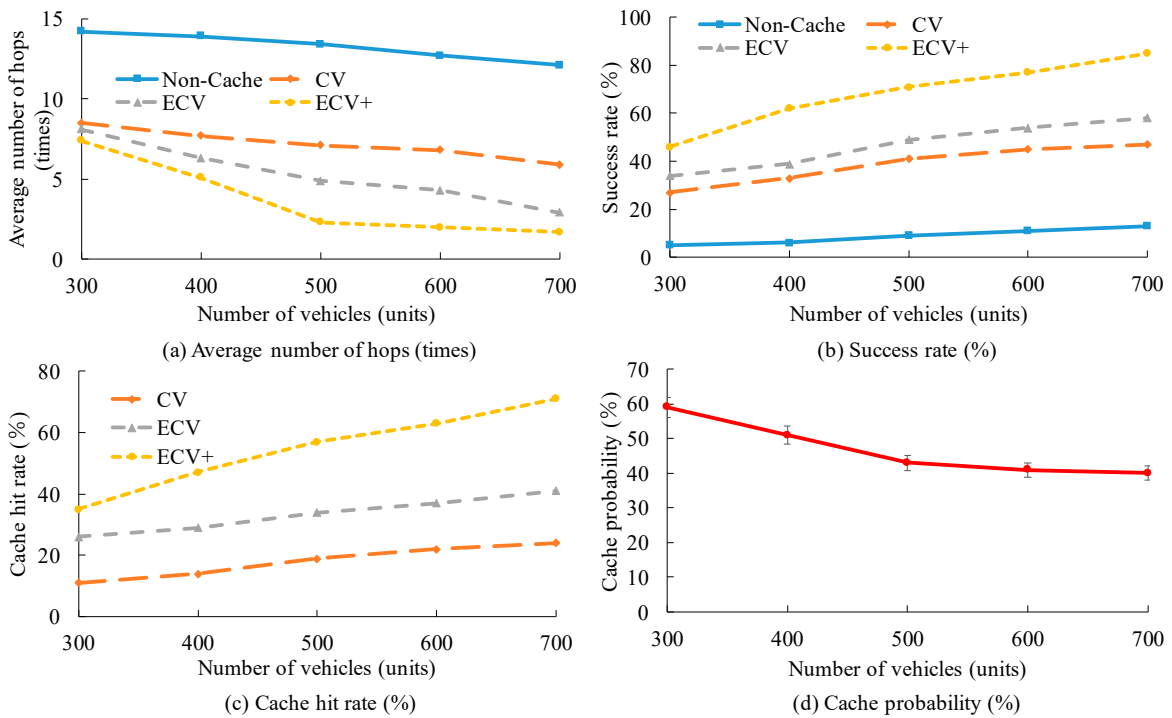 Average number of hops
(times)
15
10
5
0
Non-Cache
CV
ECV
ECV+
300
400
500
600
700
Number of vehicles (units)
(a) Average number of hops (times)
Success rate (%)
100
80
60
40
20
0
Non-Cache
CV
ECV
ECV+
300
400
500
600
700
Number of vehicles (units)
(b) Success rate (%)
Cache hit rate (%)
80
60
40
20
0
CV
ECV
ECV+
300
400
500
600
700
Number of vehicles (units)
(c) Cache hit rate (%)
Cache probability (%)
70
60
50
40
30
20
10
0
300
400
500
600
700
Number of vehicles (units)
(d) Cache probability (%)